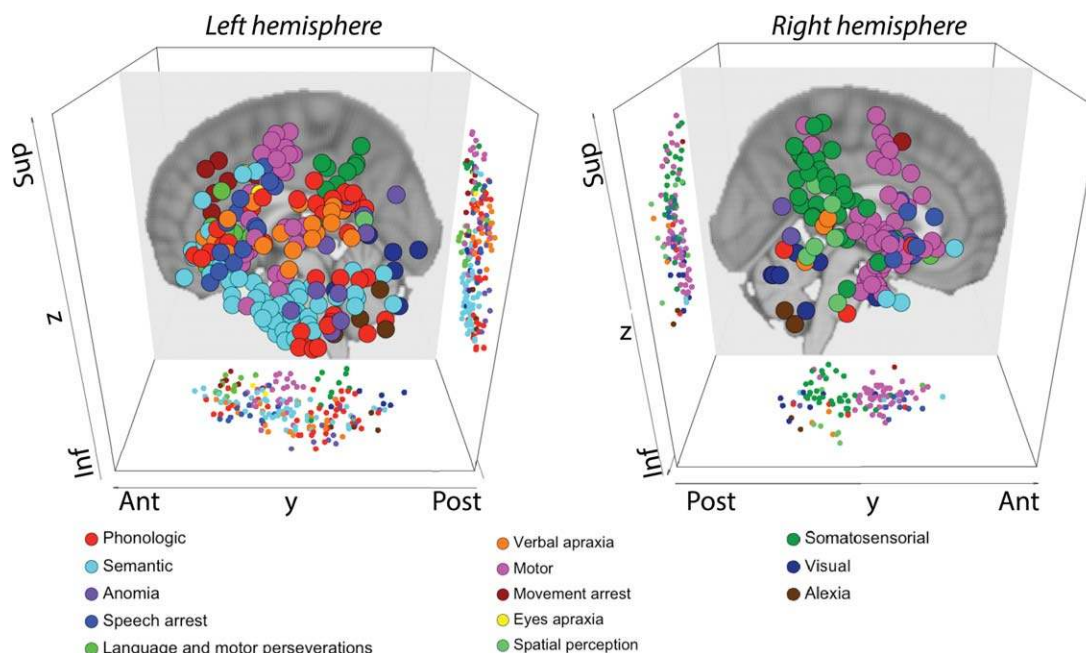 Left hemisphere
Right hemisphere
Sup
z
Inf
Ant
y
Post
Sup
z
Inf
Post
y
Ant
Phonologic
Semantic
Anomia
Speech arrest
Language and motor perseverations
Verbal apraxia
Motor
Movement arrest
Eyes apraxia
Spatial perception
Somatosensorial
Visual
Alexia